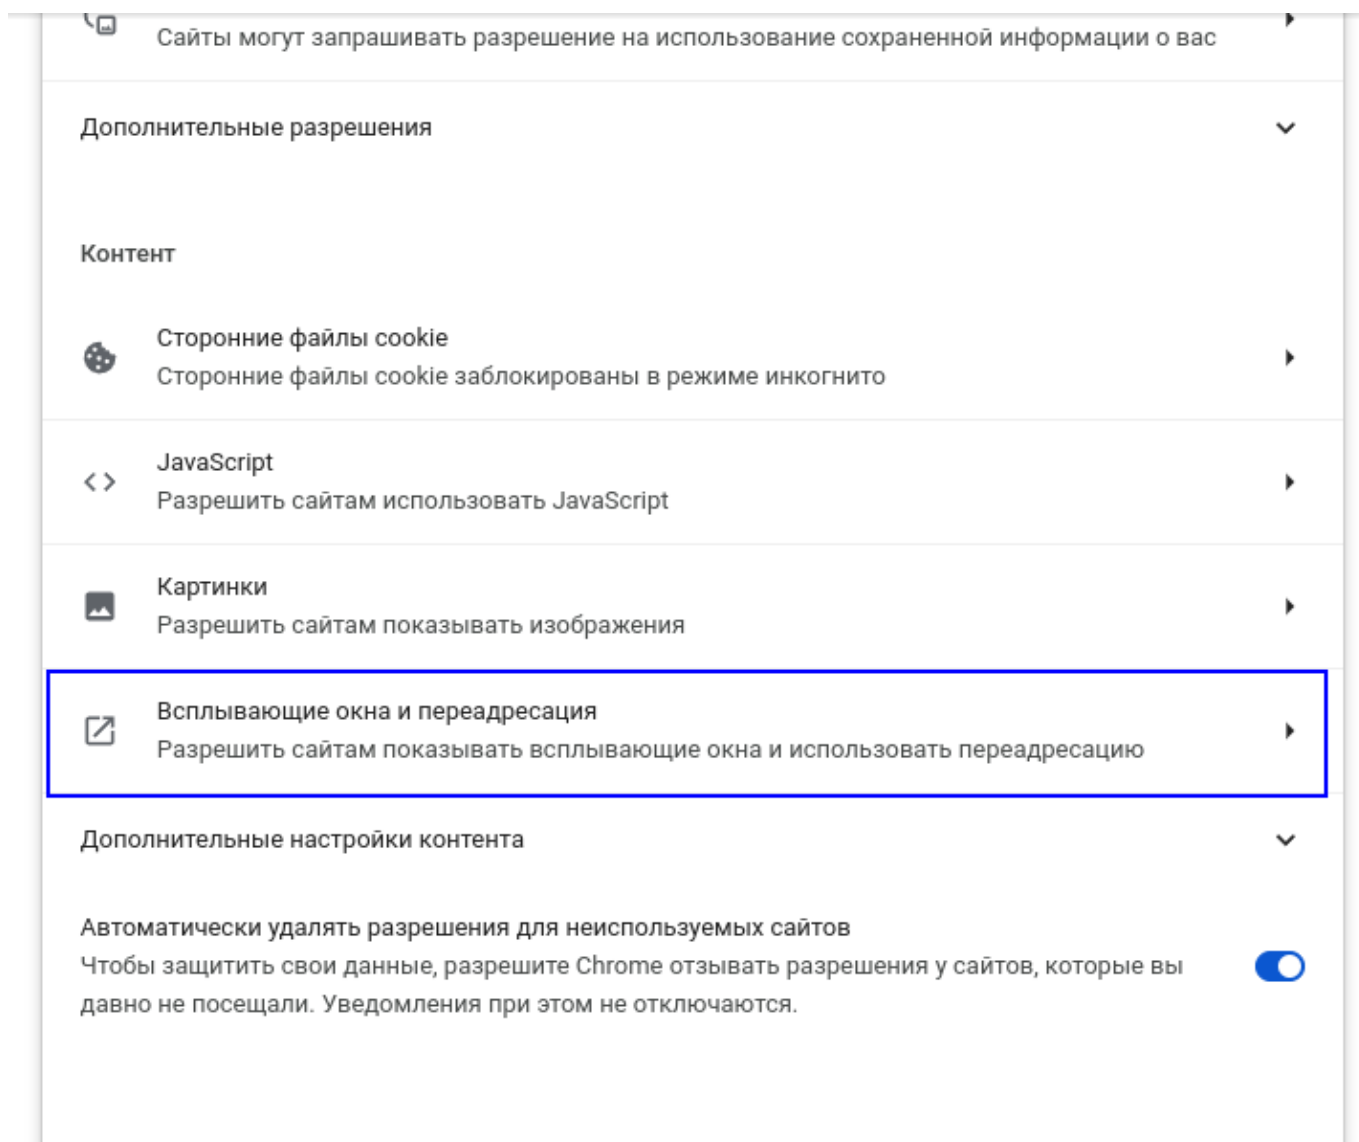 Сайты могут запрашивать разрешение на использование сохраненной информации о вас
Дополнительные разрешения
Контент
Сторонние файлы cookie
Сторонние файлы cookie заблокированы в режиме инкогнито
JavaScript
Разрешить сайтам использовать JavaScript
Картинки
Разрешить сайтам показывать изображения
Всплывающие окна и переадресация
Разрешить сайтам показывать всплывающие окна и использовать переадресацию
Дополнительные настройки контента
Автоматически удалять разрешения для неиспользуемых сайтов
Чтобы защитить свои данные, разрешите Chrome отзывать разрешения у сайтов, которые вы
давно не посещали. Уведомления при этом не отключаются.